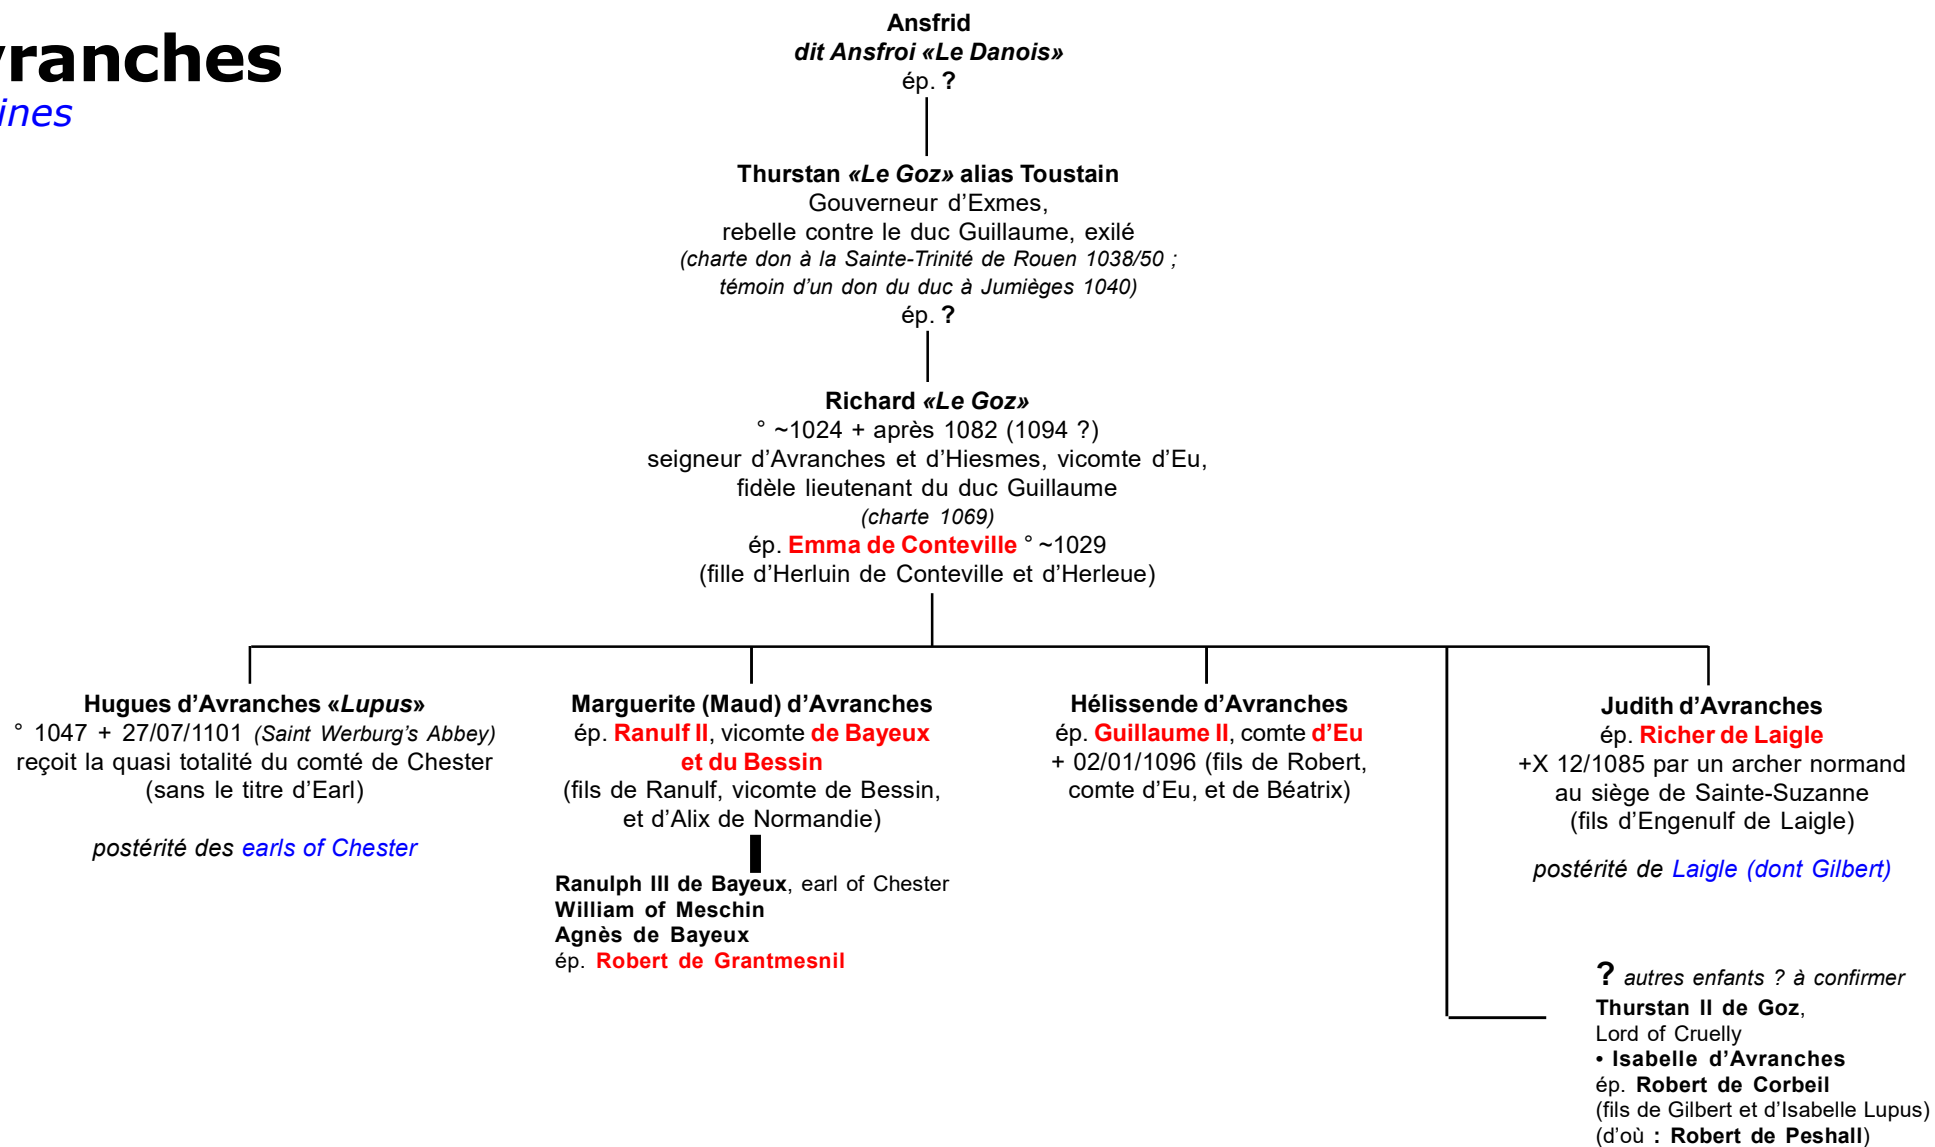 vranches
ines
Ansfrid
dit Ansfroi «Le Danois»
ép. ?
Thurstan «Le Goz» alias Toustain
Gouverneur d’Exmes,
rebelle contre le duc Guillaume, exilé
(charte don à la Sainte-Trinité de Rouen 1038/50 ;
témoin d’un don du duc à Jumièges 1040)
ép. ?
Richard «Le Goz»
° ~1024 + après 1082 (1094 ?)
seigneur d’Avranches et d’Hiesmes, vicomte d’Eu,
fidèle lieutenant du duc Guillaume
(charte 1069)
ép. Emma de Conteville ° ~1029
(fille d’Herluin de Conteville et d’Herleue)
Hugues d’Avranches «Lupus»
° 1047 + 27/07/1101 (Saint Werburg’s Abbey)
reçoit la quasi totalité du comté de Chester
(sans le titre d’Earl)
postérité des earls of Chester
Marguerite (Maud) d’Avranches
ép. Ranulf II, vicomte de Bayeux
et du Bessin
(fils de Ranulf, vicomte de Bessin,
et d’Alix de Normandie)
Ranulph III de Bayeux, earl of Chester
William of Meschin
Agnès de Bayeux
ép. Robert de Grantmesnil
Hélissende d’Avranches
ép. Guillaume II, comte d’Eu
+ 02/01/1096 (fils de Robert,
comte d’Eu, et de Béatrix)
Judith d’Avranches
ép. Richer de Laigle
+X 12/1085 par un archer normand
au siège de Sainte-Suzanne
(fils d’Engenulf de Laigle)
postérité de Laigle (dont Gilbert)
? autres enfants ? à confirmer
Thurstan II de Goz,
Lord of Cruelly
• Isabelle d’Avranches
ép. Robert de Corbeil
(fils de Gilbert et d’Isabelle Lupus)
(d’où : Robert de Peshall)